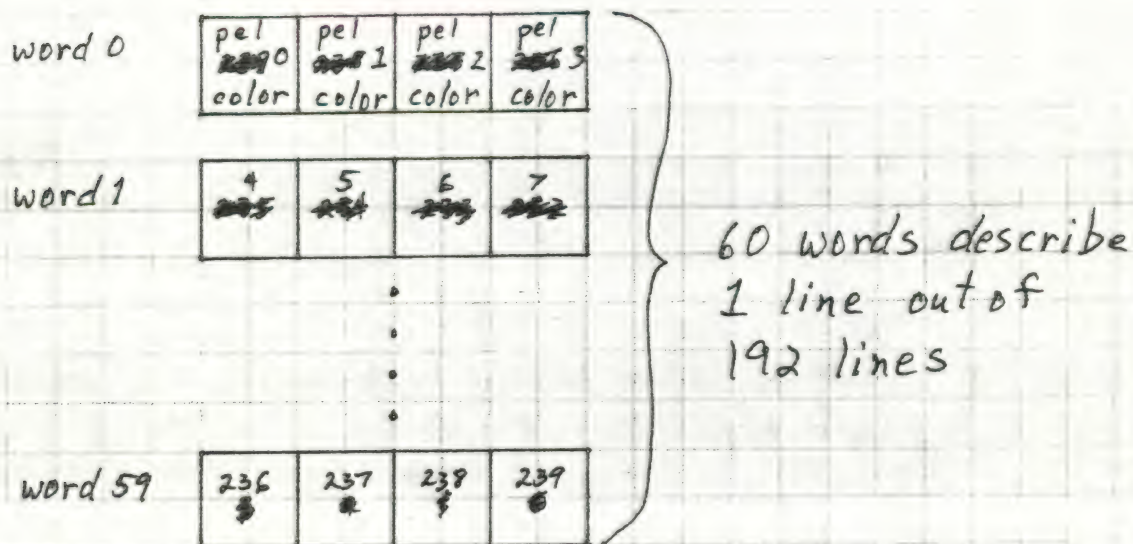 word 0
pel pel pel pel
0 1 2 3
color color color color
word 1
4 5 6 7
60 words describe
1 line out of
192 lines
word 59
236 237 238 239